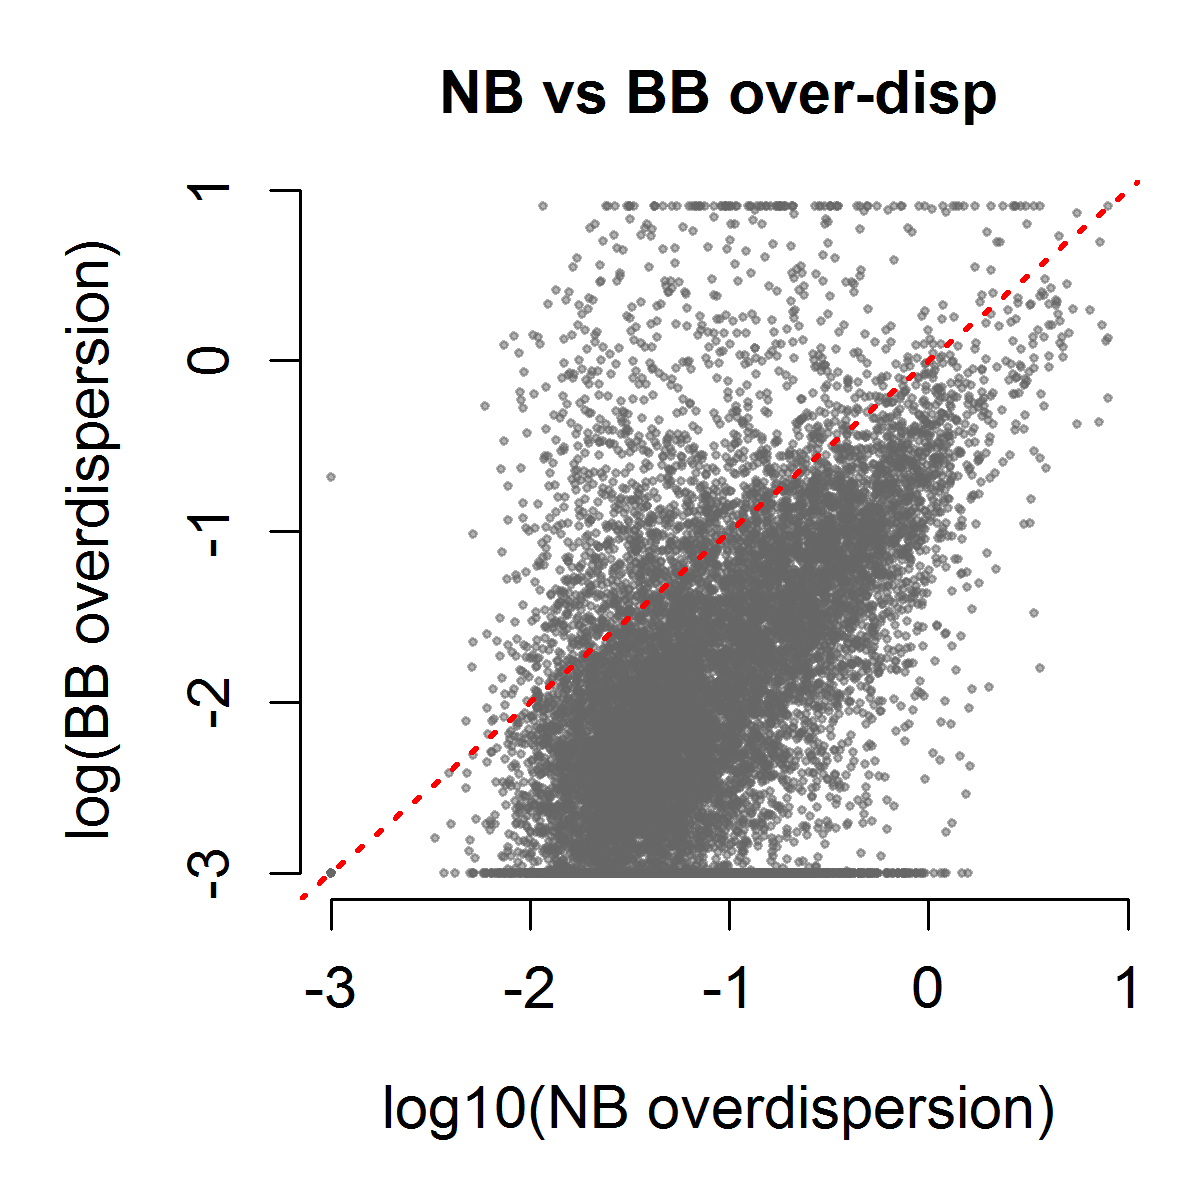 NB vs BB over-disp
log(BB overdispersion)
1
0
-1
-2
-3
-3 -2 -1 0 1
log10(NB overdispersion)